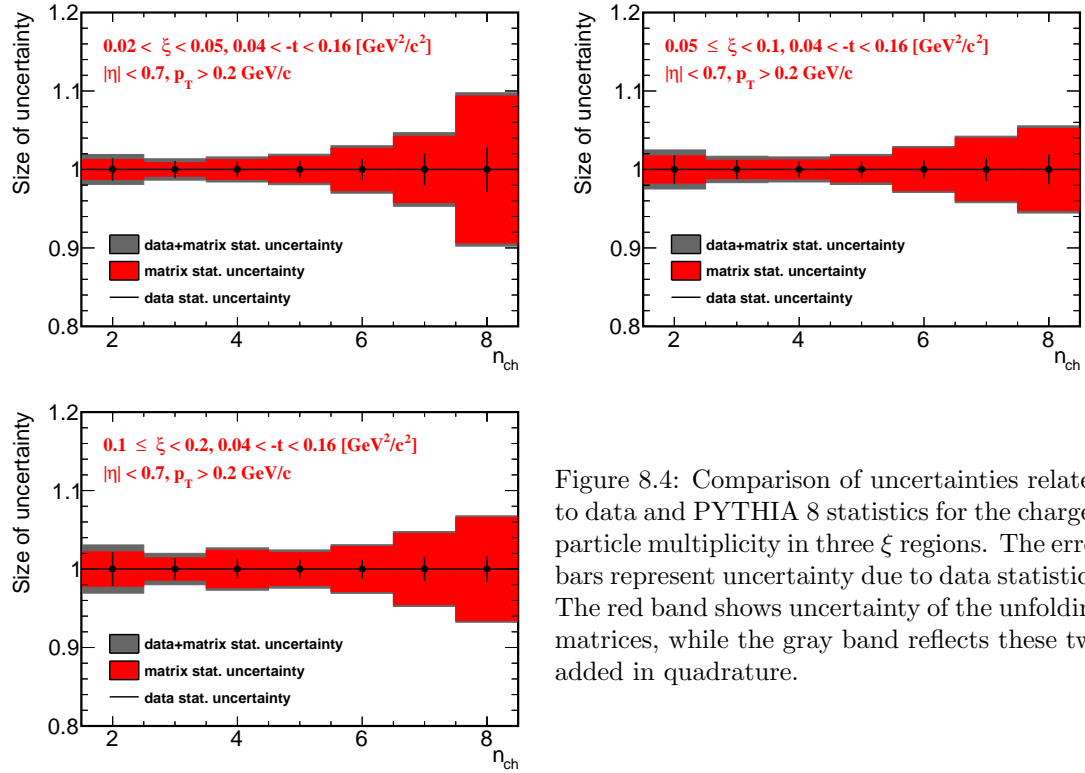 Size of uncertainty
1.2
1.1
1
0.9
0.8
0.02 < ξ < 0.05, 0.04 < -t < 0.16 [GeV²/c²]
|η| < 0.7, p_T > 0.2 GeV/c
data+matrix stat. uncertainty
matrix stat. uncertainty
data stat. uncertainty
2 4 6 8
n_ch
Size of uncertainty
1.2
1.1
1
0.9
0.8
0.05 ≤ ξ < 0.1, 0.04 < -t < 0.16 [GeV²/c²]
|η| < 0.7, p_T > 0.2 GeV/c
data+matrix stat. uncertainty
matrix stat. uncertainty
data stat. uncertainty
2 4 6 8
n_ch
Size of uncertainty
1.2
1.1
1
0.9
0.8
0.1 ≤ ξ < 0.2, 0.04 < -t < 0.16 [GeV²/c²]
|η| < 0.7, p_T > 0.2 GeV/c
data+matrix stat. uncertainty
matrix stat. uncertainty
data stat. uncertainty
2 4 6 8
n_ch
Figure 8.4: Comparison of uncertainties relate
to data and PYTHIA 8 statistics for the charge
particle multiplicity in three ξ regions. The erro
bars represent uncertainty due to data statistic
The red band shows uncertainty of the unfoldin
matrices, while the gray band reflects these tw
added in quadrature.